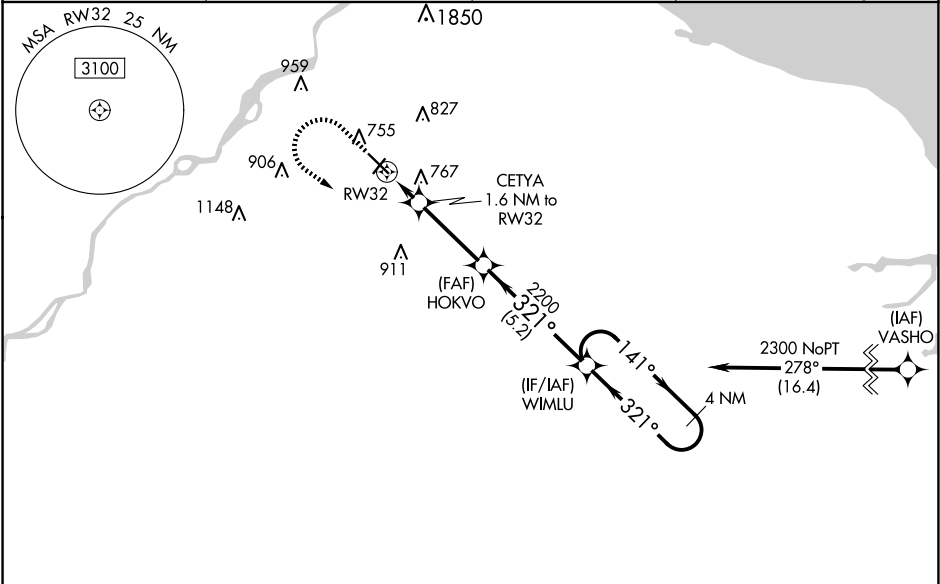 MSA RW32 25 NM
3100
1850
959
827
755
906
767
RW32
1148
CETYA
1.6 NM to
RW32
911
(FAF)
HOKVO
2200
321°
(5.2)
(IAF)
VASHO
2300 NoPT
278°
(16.4)
141°
(IF/IAF)
WIMLU
321°
4 NM